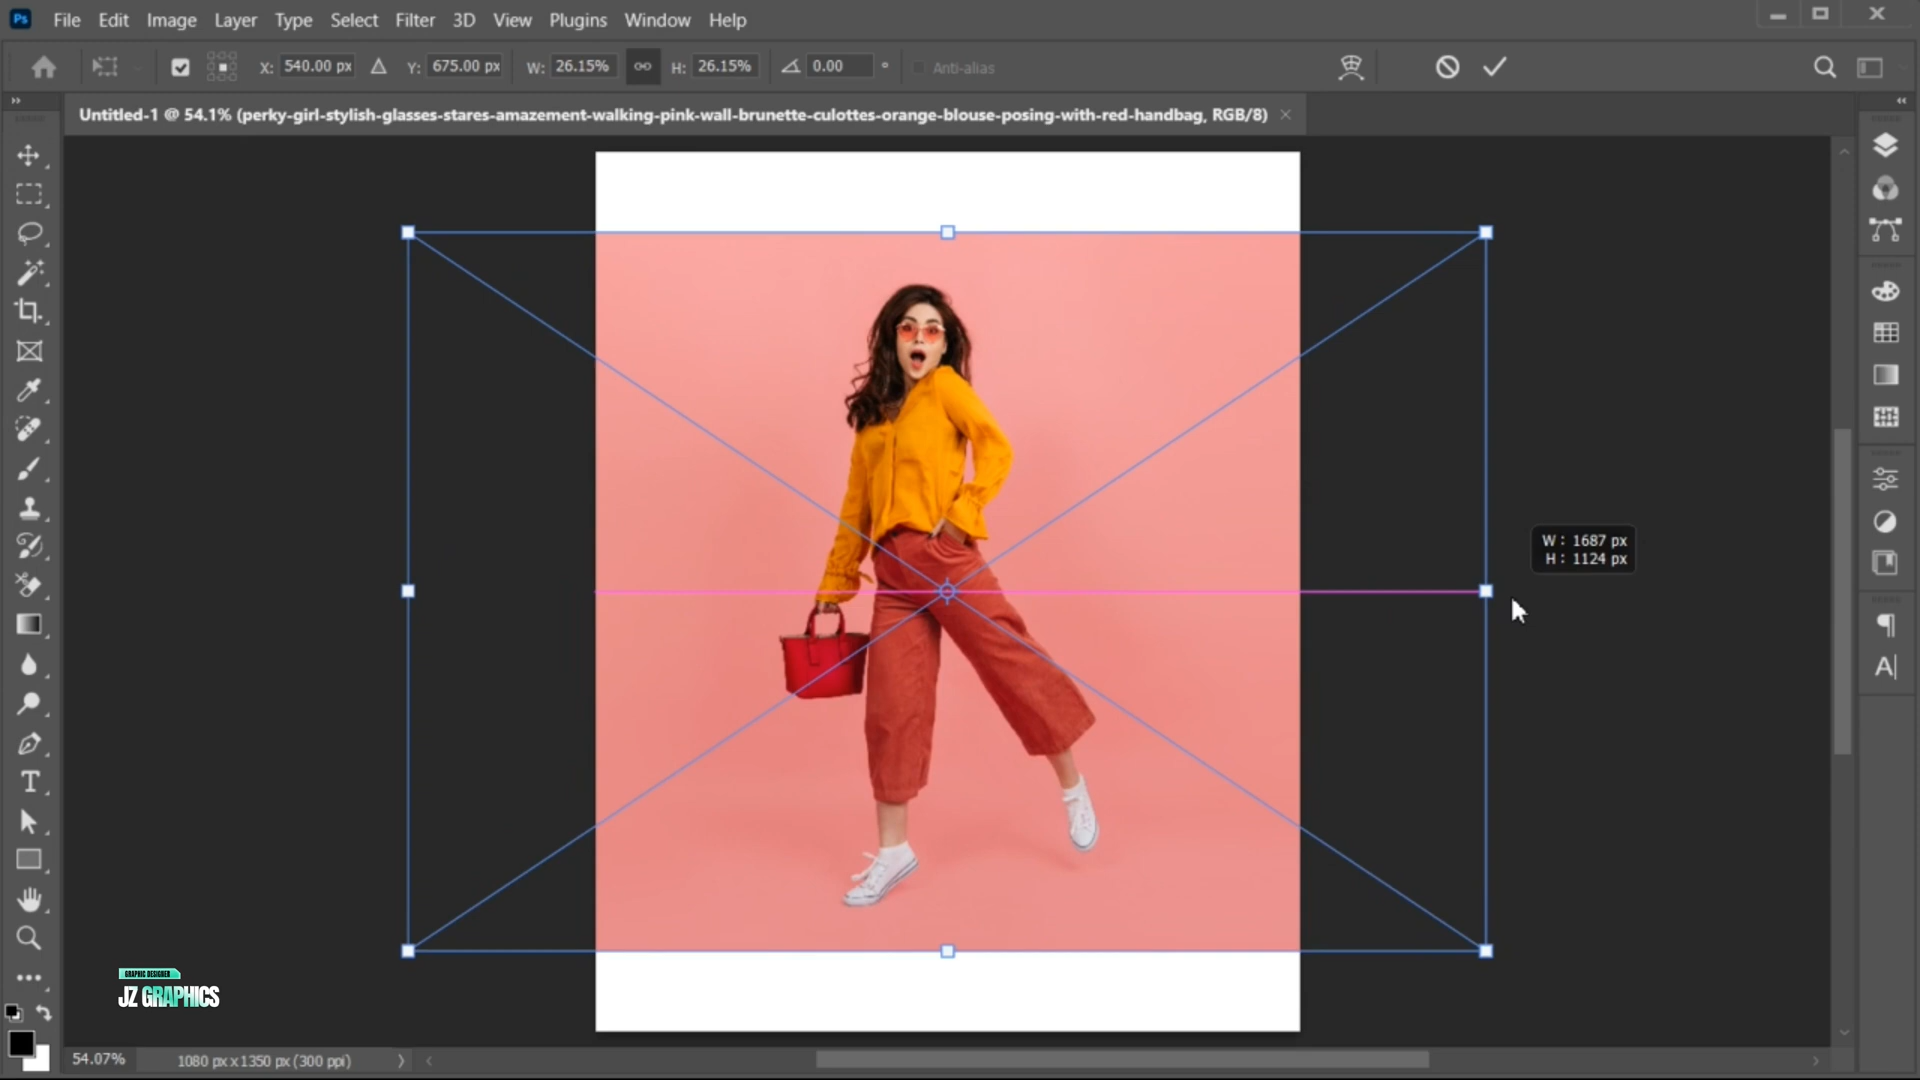 Ps File Edit Image Layer Type Select Filter 3D View Plugins Window Help
X: 540.00 px Y: 675.00 px W: 26.15% H: 26.15% 0.00 ° Anti-alias
Untitled-1 @ 54.1% (perky-girl-stylish-glasses-stares-amazement-walking-pink-wall-brunette-culottes-orange-blouse-posing-with-red-handbag, RGB/8)
W : 1687 px
H : 1124 px
GRAPHIC DESIGNER
JZ GRAPHICS
54.07% 1080 px x 1350 px (300 ppi)